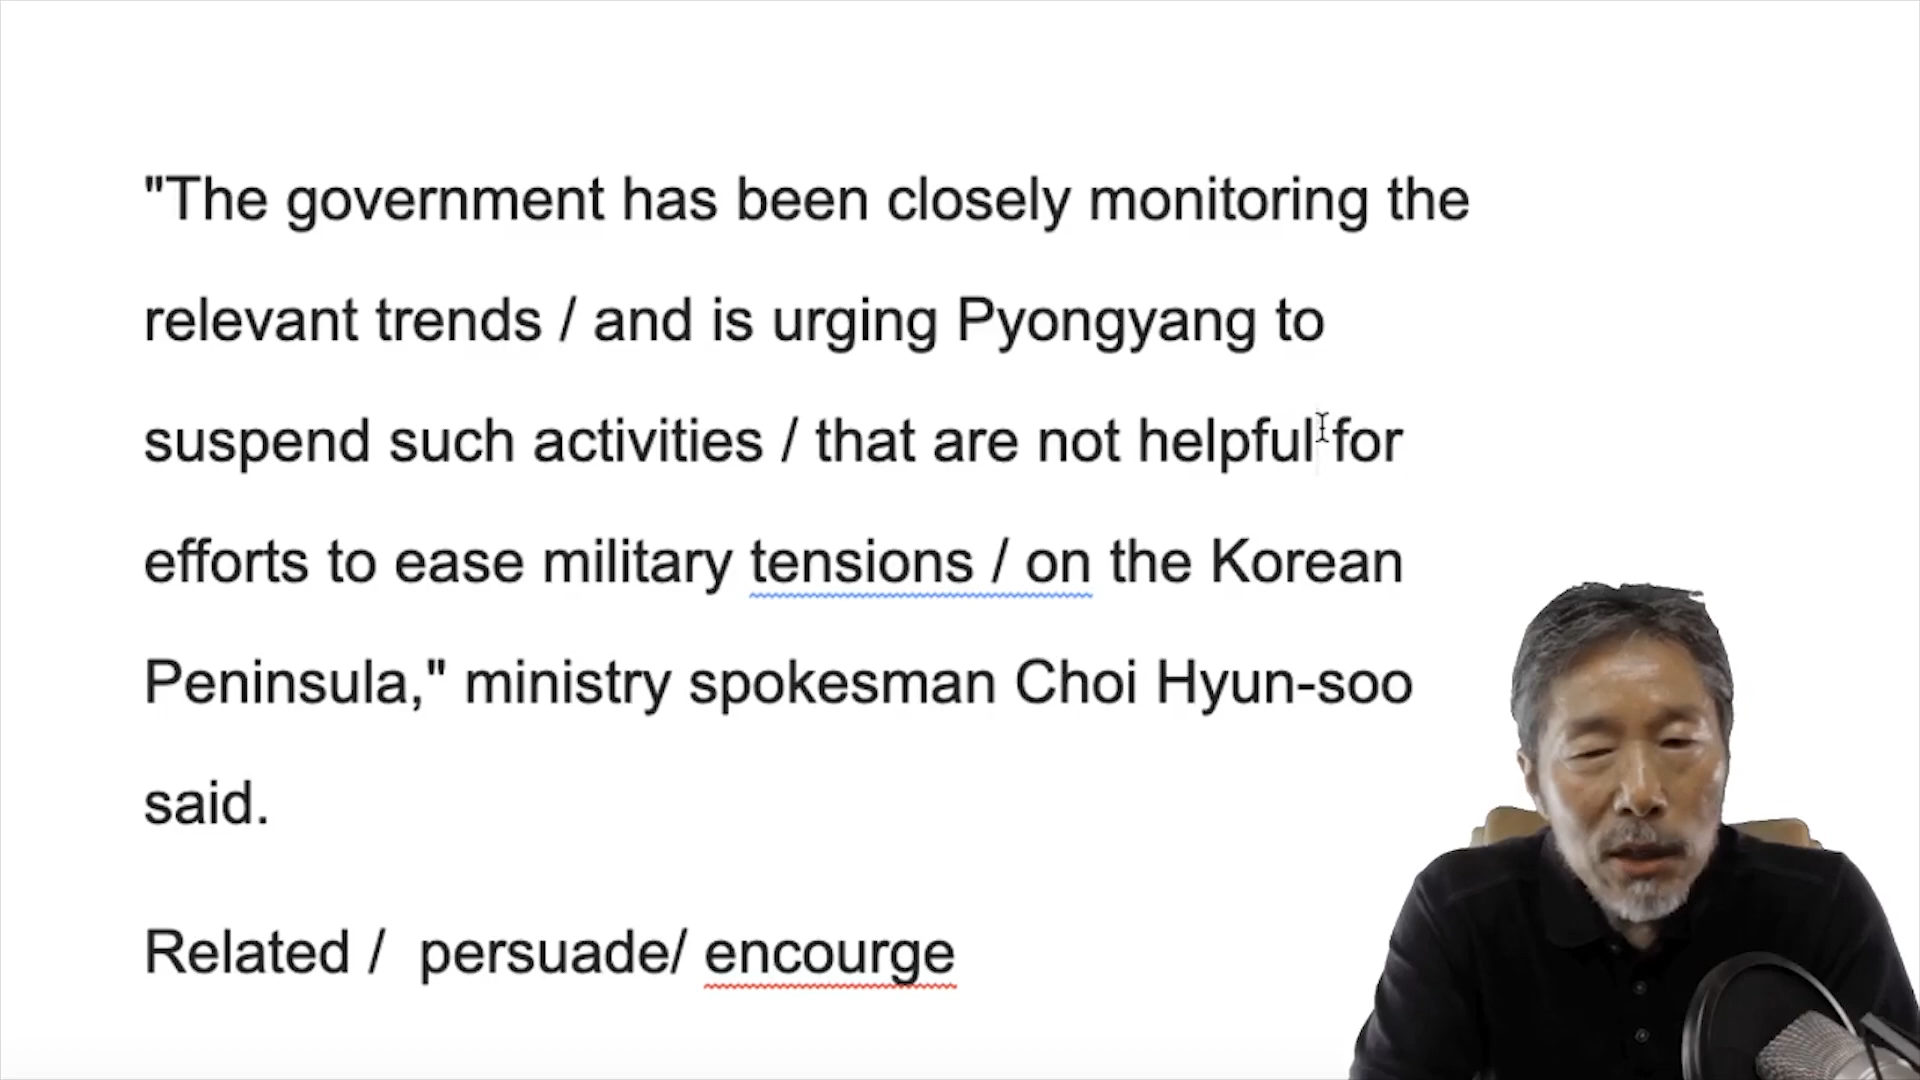 "The government has been closely monitoring the
relevant trends / and is urging Pyongyang to
suspend such activities / that are not helpful for
efforts to ease military tensions / on the Korean
Peninsula," ministry spokesman Choi Hyun-soo
said.
Related /  persuade/ encourge